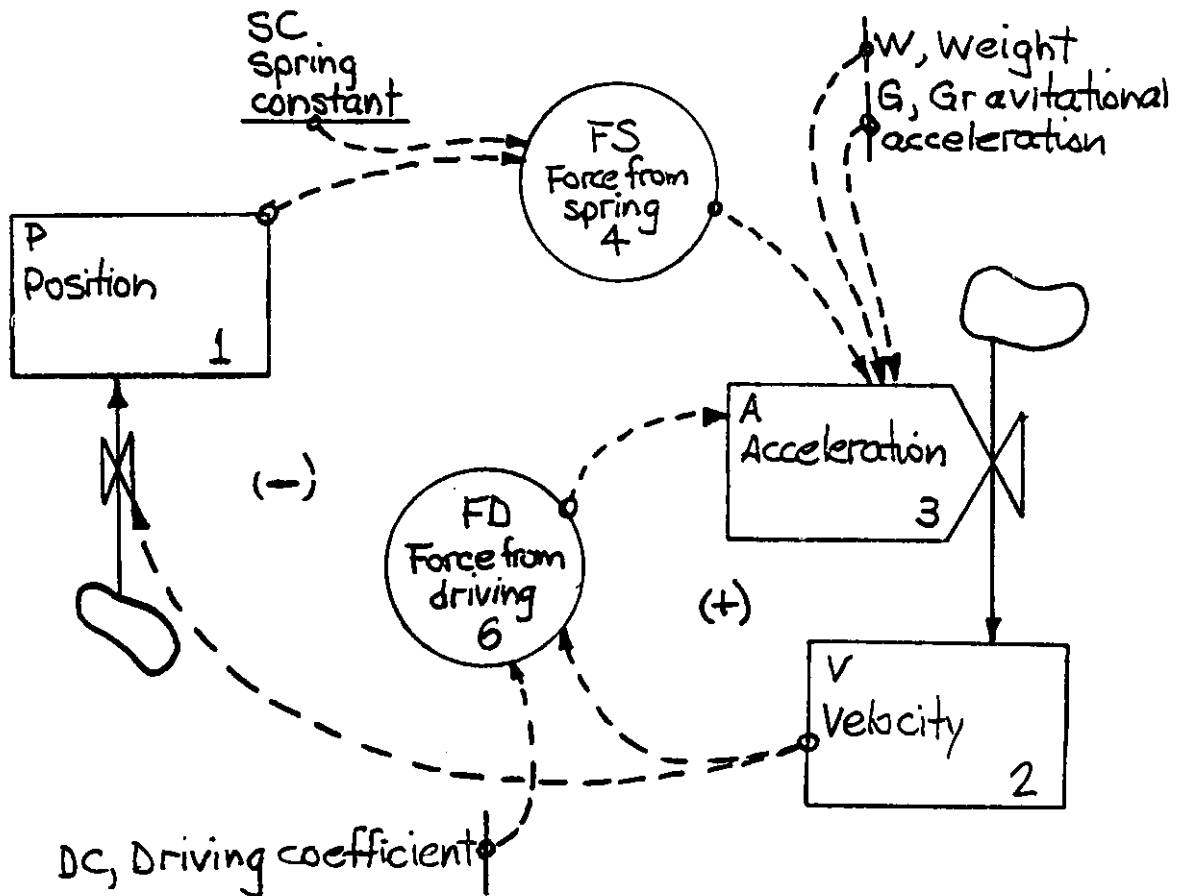 SC
Spring
constant
W, Weight
G, Gravitational
acceleration
FS
Force from
spring
4
P
Position
1
A
Acceleration
3
(-)
FD
Force from
driving
6
(+)
V
Velocity
2
DC, Driving coefficient